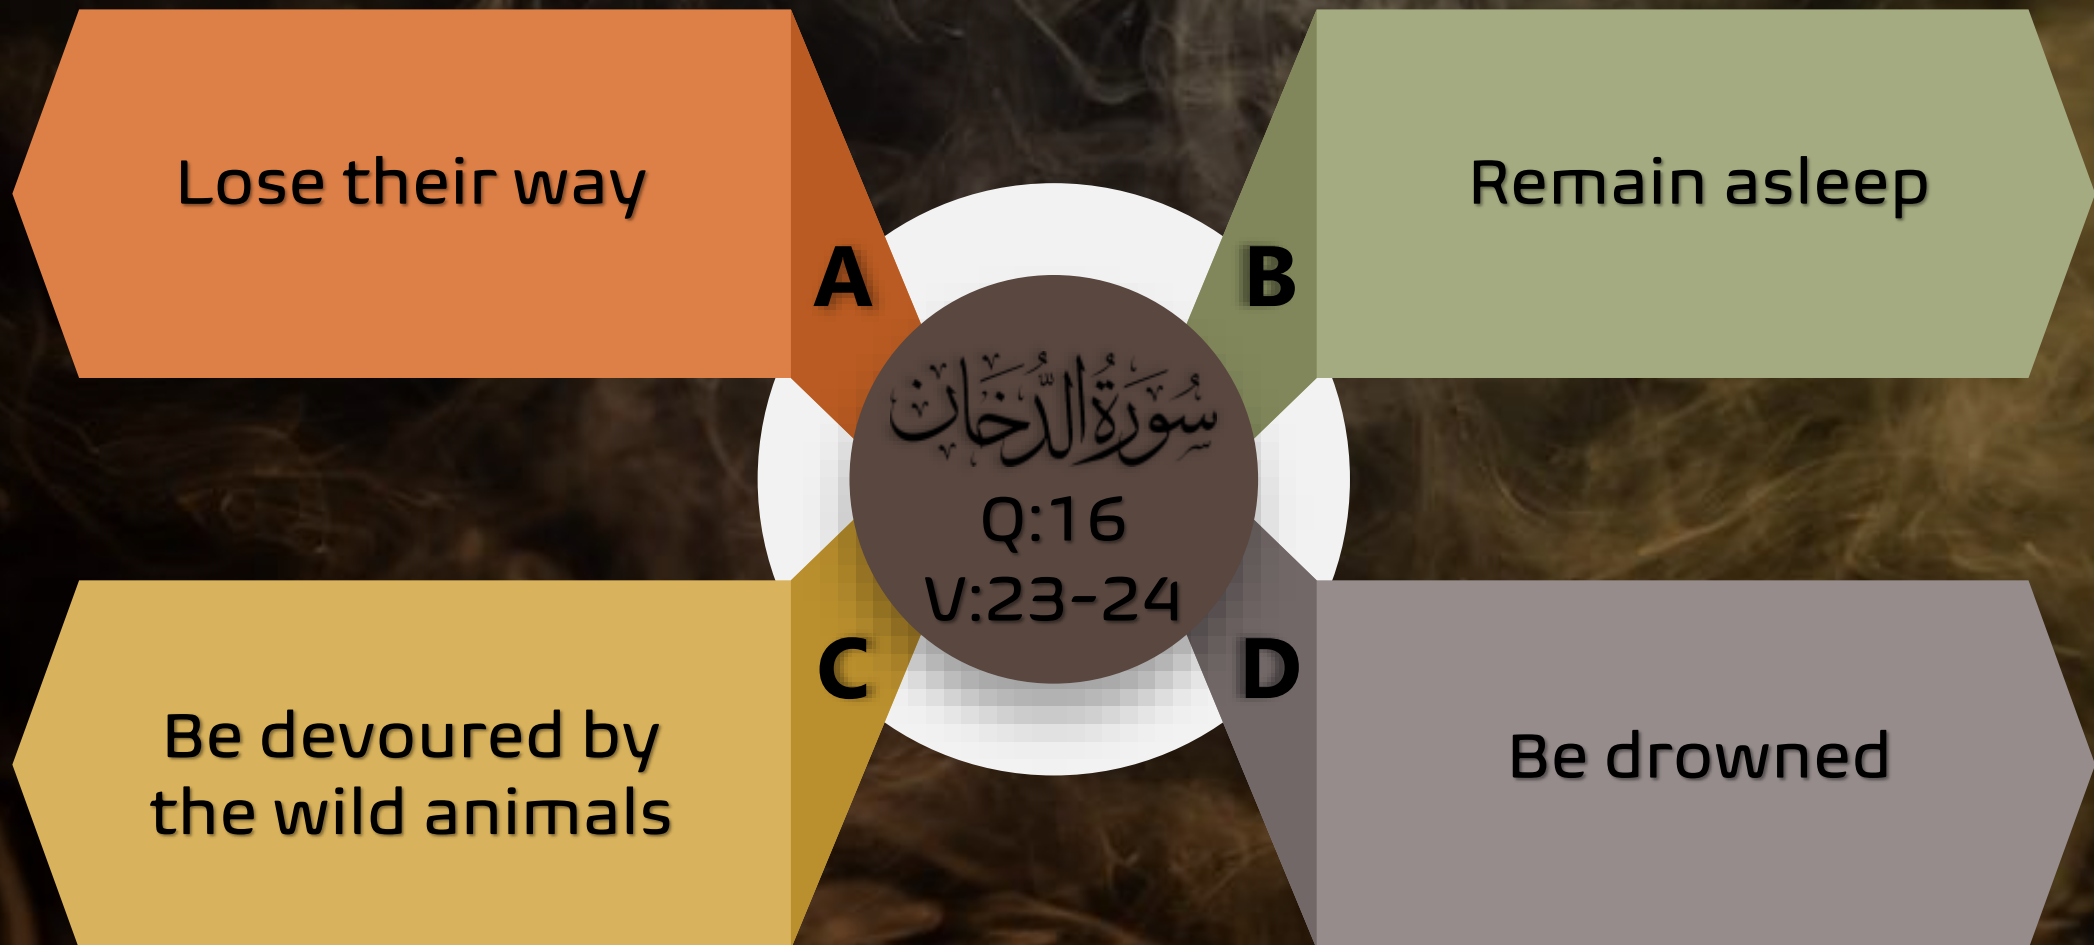 Lose their way
A
Remain asleep
B
سُورَةُ الدُّخَان
Q:16
V:23-24
C
Be devoured by
the wild animals
D
Be drowned